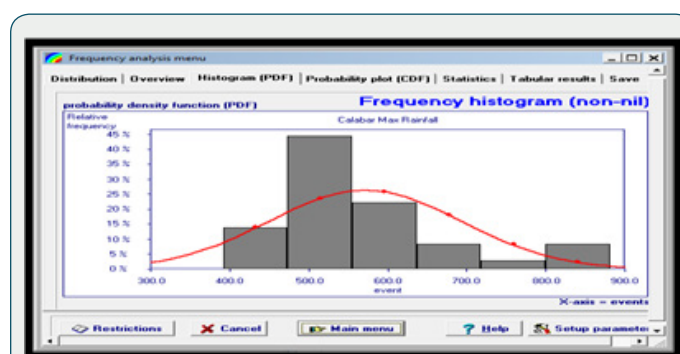 Frequency analysis menu
Distribution | Overview | Histogram (PDF) | Probability plot (CDF) | Statistics | Tabular results | Save
probability density function (PDF) Frequency histogram (non-nil)
Relative frequency
Calabar Max Rainfall
45 %
40 %
35 %
30 %
25 %
20 %
15 %
10 %
5 %
0 %
300.0 400.0 500.0 600.0 700.0 800.0 900.0
event
X-axis = events
Restrictions Cancel Main menu Help Setup paramete